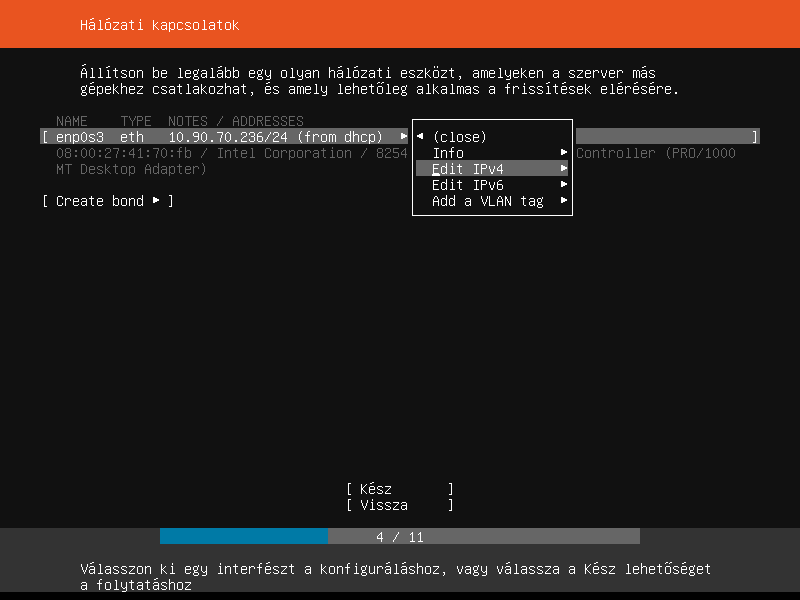 Hálózati kapcsolatok
Állítson be legalább egy olyan hálózati eszközt, amelyeken a szerver más
gépekhez csatlakozhat, és amely lehetőleg alkalmas a frissítések elérésére.
NAME TYPE NOTES / ADDRESSES
[ enp0s3 eth 10.90.70.236/24 (from dhcp) ▸ ]
◂ (close)
08:00:27:41:70:fb / Intel Corporation / 8254 Controller (PRO/1000
Info ▸
MT Desktop Adapter)
Edit IPv4 ▸
Edit IPv6 ▸
[ Create bond ▸ ]
Add a VLAN tag ▸
[ Kész ]
[ Vissza ]
4 / 11
Válasszon ki egy interfészt a konfiguráláshoz, vagy válassza a Kész lehetőséget
a folytatáshoz